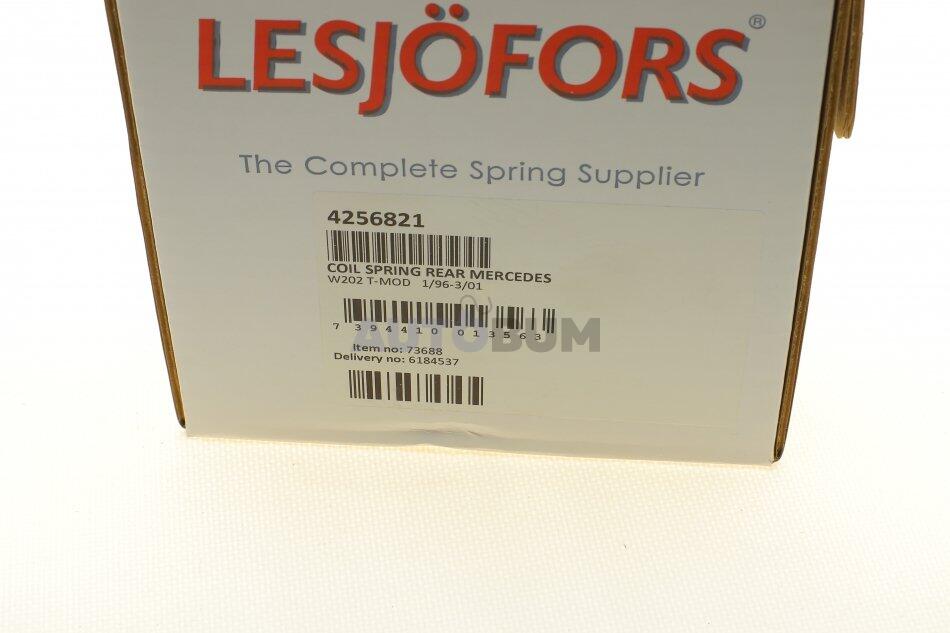 LESJÖFORS®
The Complete Spring Supplier
4256821
COIL SPRING REAR MERCEDES
W202 T-MOD 1/96-3/01
7 394410 013563
AUTOBUM
Item no: 73688
Delivery no: 6184537